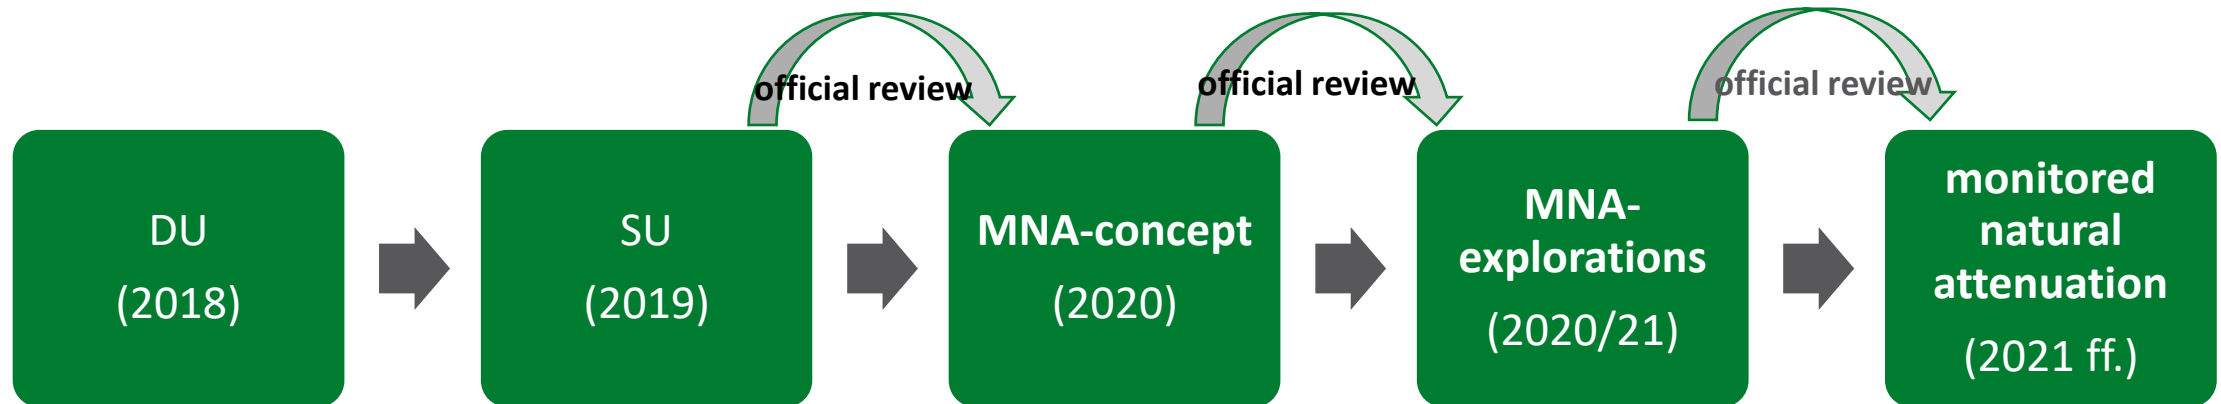 official review
official review
official review
DU
(2018)
SU
(2019)
MNA-concept
(2020)
MNA-
explorations
(2020/21)
monitored
natural
attenuation
(2021 ff.)